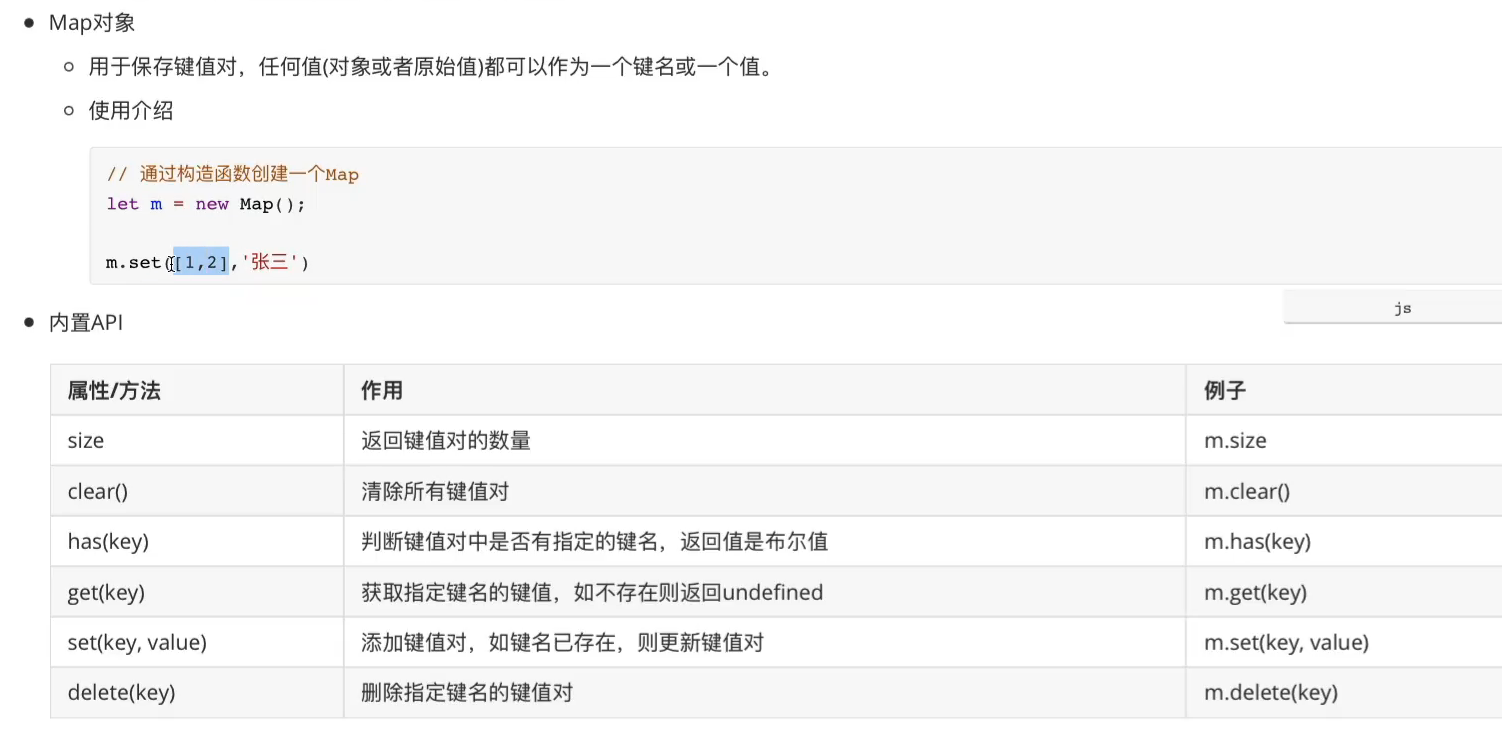 Map对象
用于保存键值对，任何值(对象或者原始值)都可以作为一个键名或一个值。
使用介绍
// 通过构造函数创建一个Map
let m = new Map();
m.set([1,2],'张三')
js
内置API
属性/方法 作用 例子
size 返回键值对的数量 m.size
clear() 清除所有键值对 m.clear()
has(key) 判断键值对中是否有指定的键名，返回值是布尔值 m.has(key)
get(key) 获取指定键名的键值，如不存在则返回undefined m.get(key)
set(key, value) 添加键值对，如键名已存在，则更新键值对 m.set(key, value)
delete(key) 删除指定键名的键值对 m.delete(key)